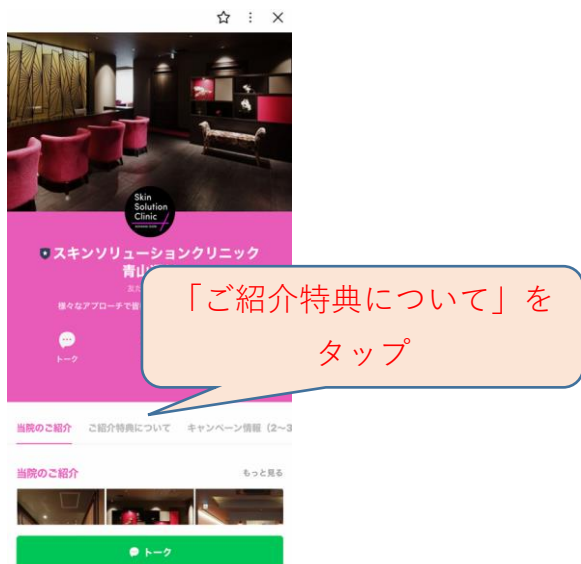 Skin
Solution
Clinic
スキンソリューションクリニック
青山
様々なアプローチで皆
トーク
「ご紹介特典について」を
タップ
当院のご紹介 ご紹介特典について キャンペーン情報（2～3
当院のご紹介 もっと見る
トーク